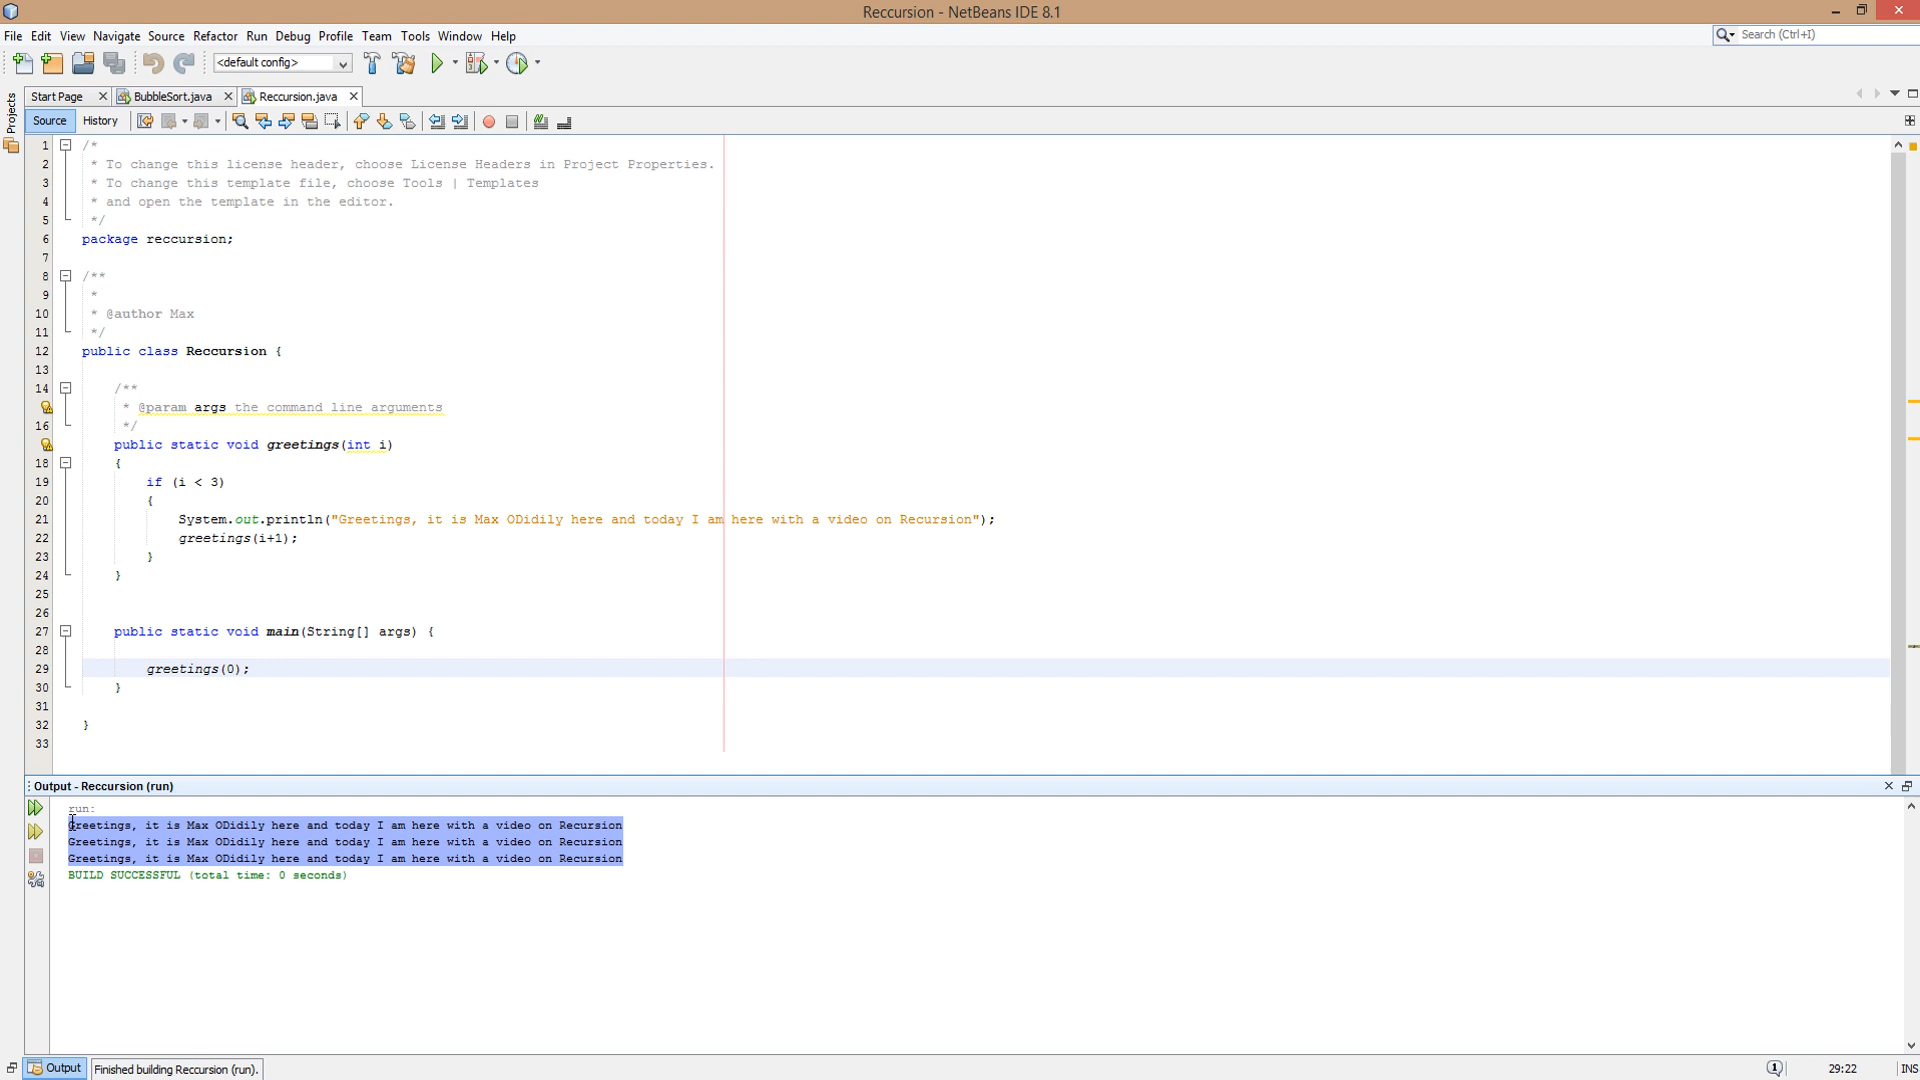 Reccursion - NetBeans IDE 8.1
File Edit View Navigate Source Refactor Run Debug Profile Team Tools Window Help
Search (Ctrl+I)
<default config>
Projects
Start Page BubbleSort.java Reccursion.java
Source History
1 /*
2 * To change this license header, choose License Headers in Project Properties.
3 * To change this template file, choose Tools | Templates
4 * and open the template in the editor.
5 */
6 package reccursion;
7
8 /**
9 *
10 * @author Max
11 */
12 public class Reccursion {
13
14 /**
* @param args the command line arguments
16 */
public static void greetings(int i)
18 {
19 if (i < 3)
20 {
21 System.out.println("Greetings, it is Max ODidily here and today I am here with a video on Recursion");
22 greetings(i+1);
23 }
24 }
25
26
27 public static void main(String[] args) {
28
29 greetings(0);
30 }
31
32 }
33
Output - Reccursion (run)
run:
Greetings, it is Max ODidily here and today I am here with a video on Recursion
Greetings, it is Max ODidily here and today I am here with a video on Recursion
Greetings, it is Max ODidily here and today I am here with a video on Recursion
BUILD SUCCESSFUL (total time: 0 seconds)
Output Finished building Reccursion (run). 1 29:22 INS